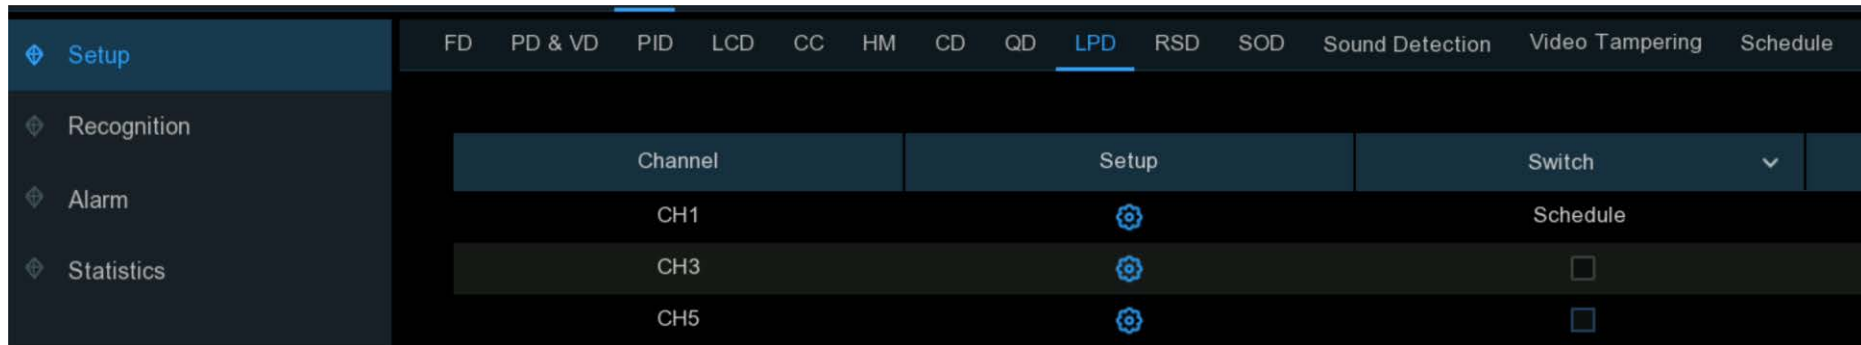 Setup
Recognition
Alarm
Statistics
FD PD & VD PID LCD CC HM CD QD LPD RSD SOD Sound Detection Video Tampering Schedule
Channel Setup Switch
CH1 Schedule
CH3
CH5